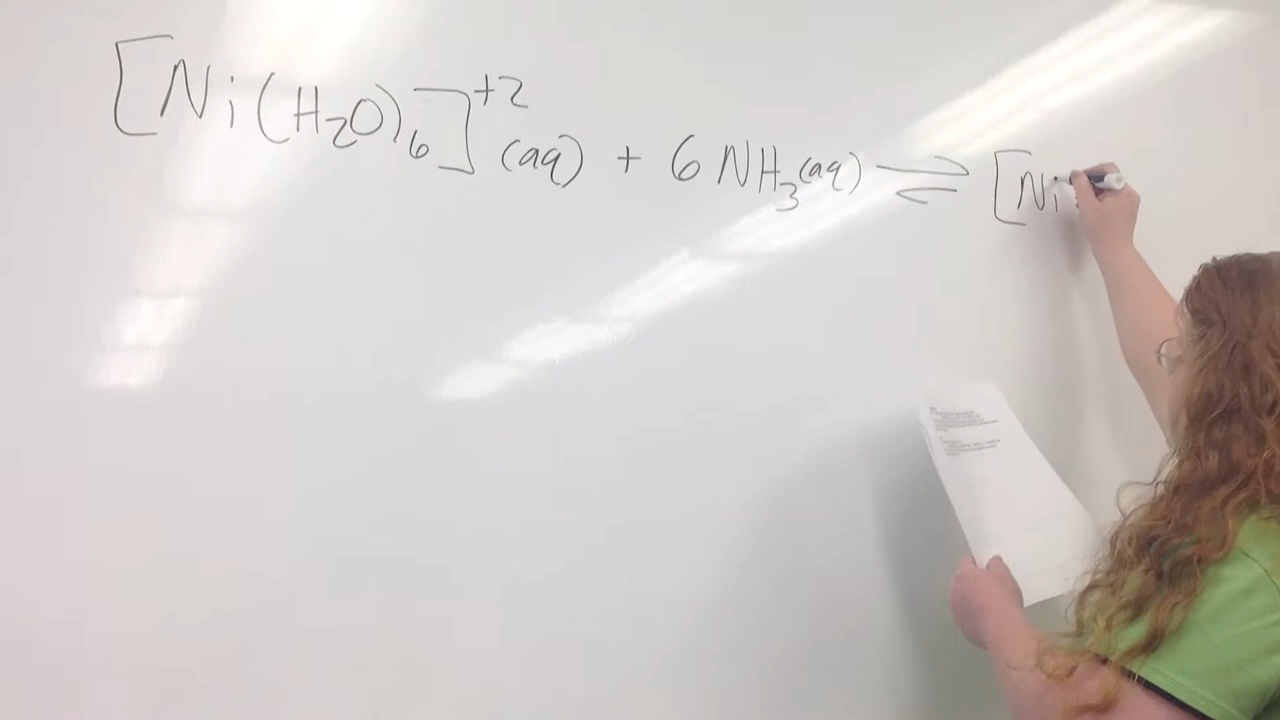 [Ni(H₂O)₆]⁺²(aq) + 6 NH₃(aq) ⇌ [Ni